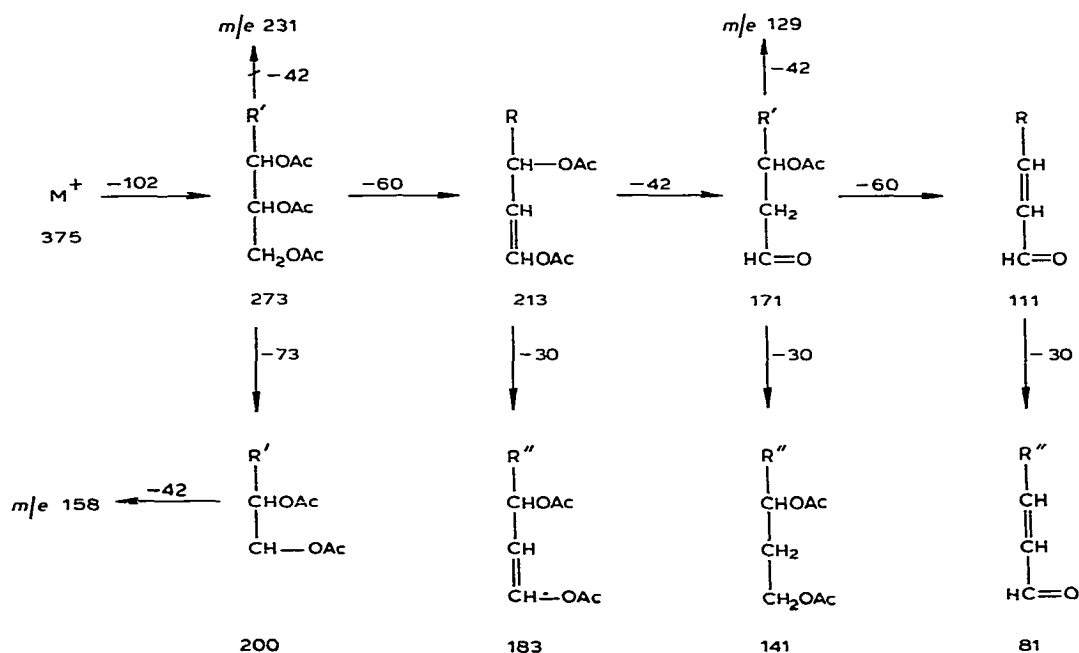 m/e 231
m/e 129
-42
-42
R'
R
R'
R
CHOAc
CH—OAc
CHOAc
CH
M+
-102
-60
-42
-60
375
CHOAc
CH
CH2
CH
CH2OAc
CHOAc
HC=O
HC=O
273
213
171
111
-73
-30
-30
-30
R'
R"
R"
R"
m/e 158
-42
CHOAc
CHOAc
CHOAc
CH
CH—OAc
CH
CH2
CH
CH·—OAc
CH2OAc
HC=O
200
183
141
81